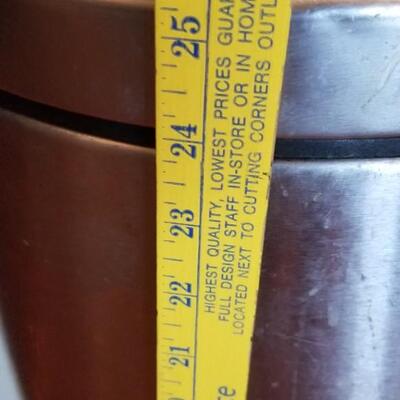 25
24
23
22
21
HIGHEST QUALITY, LOWEST PRICES
FULL DESIGN STAFF IN-STORE OR IN HOM
LOCATED NEXT TO CUTTING CORNERS OUTL